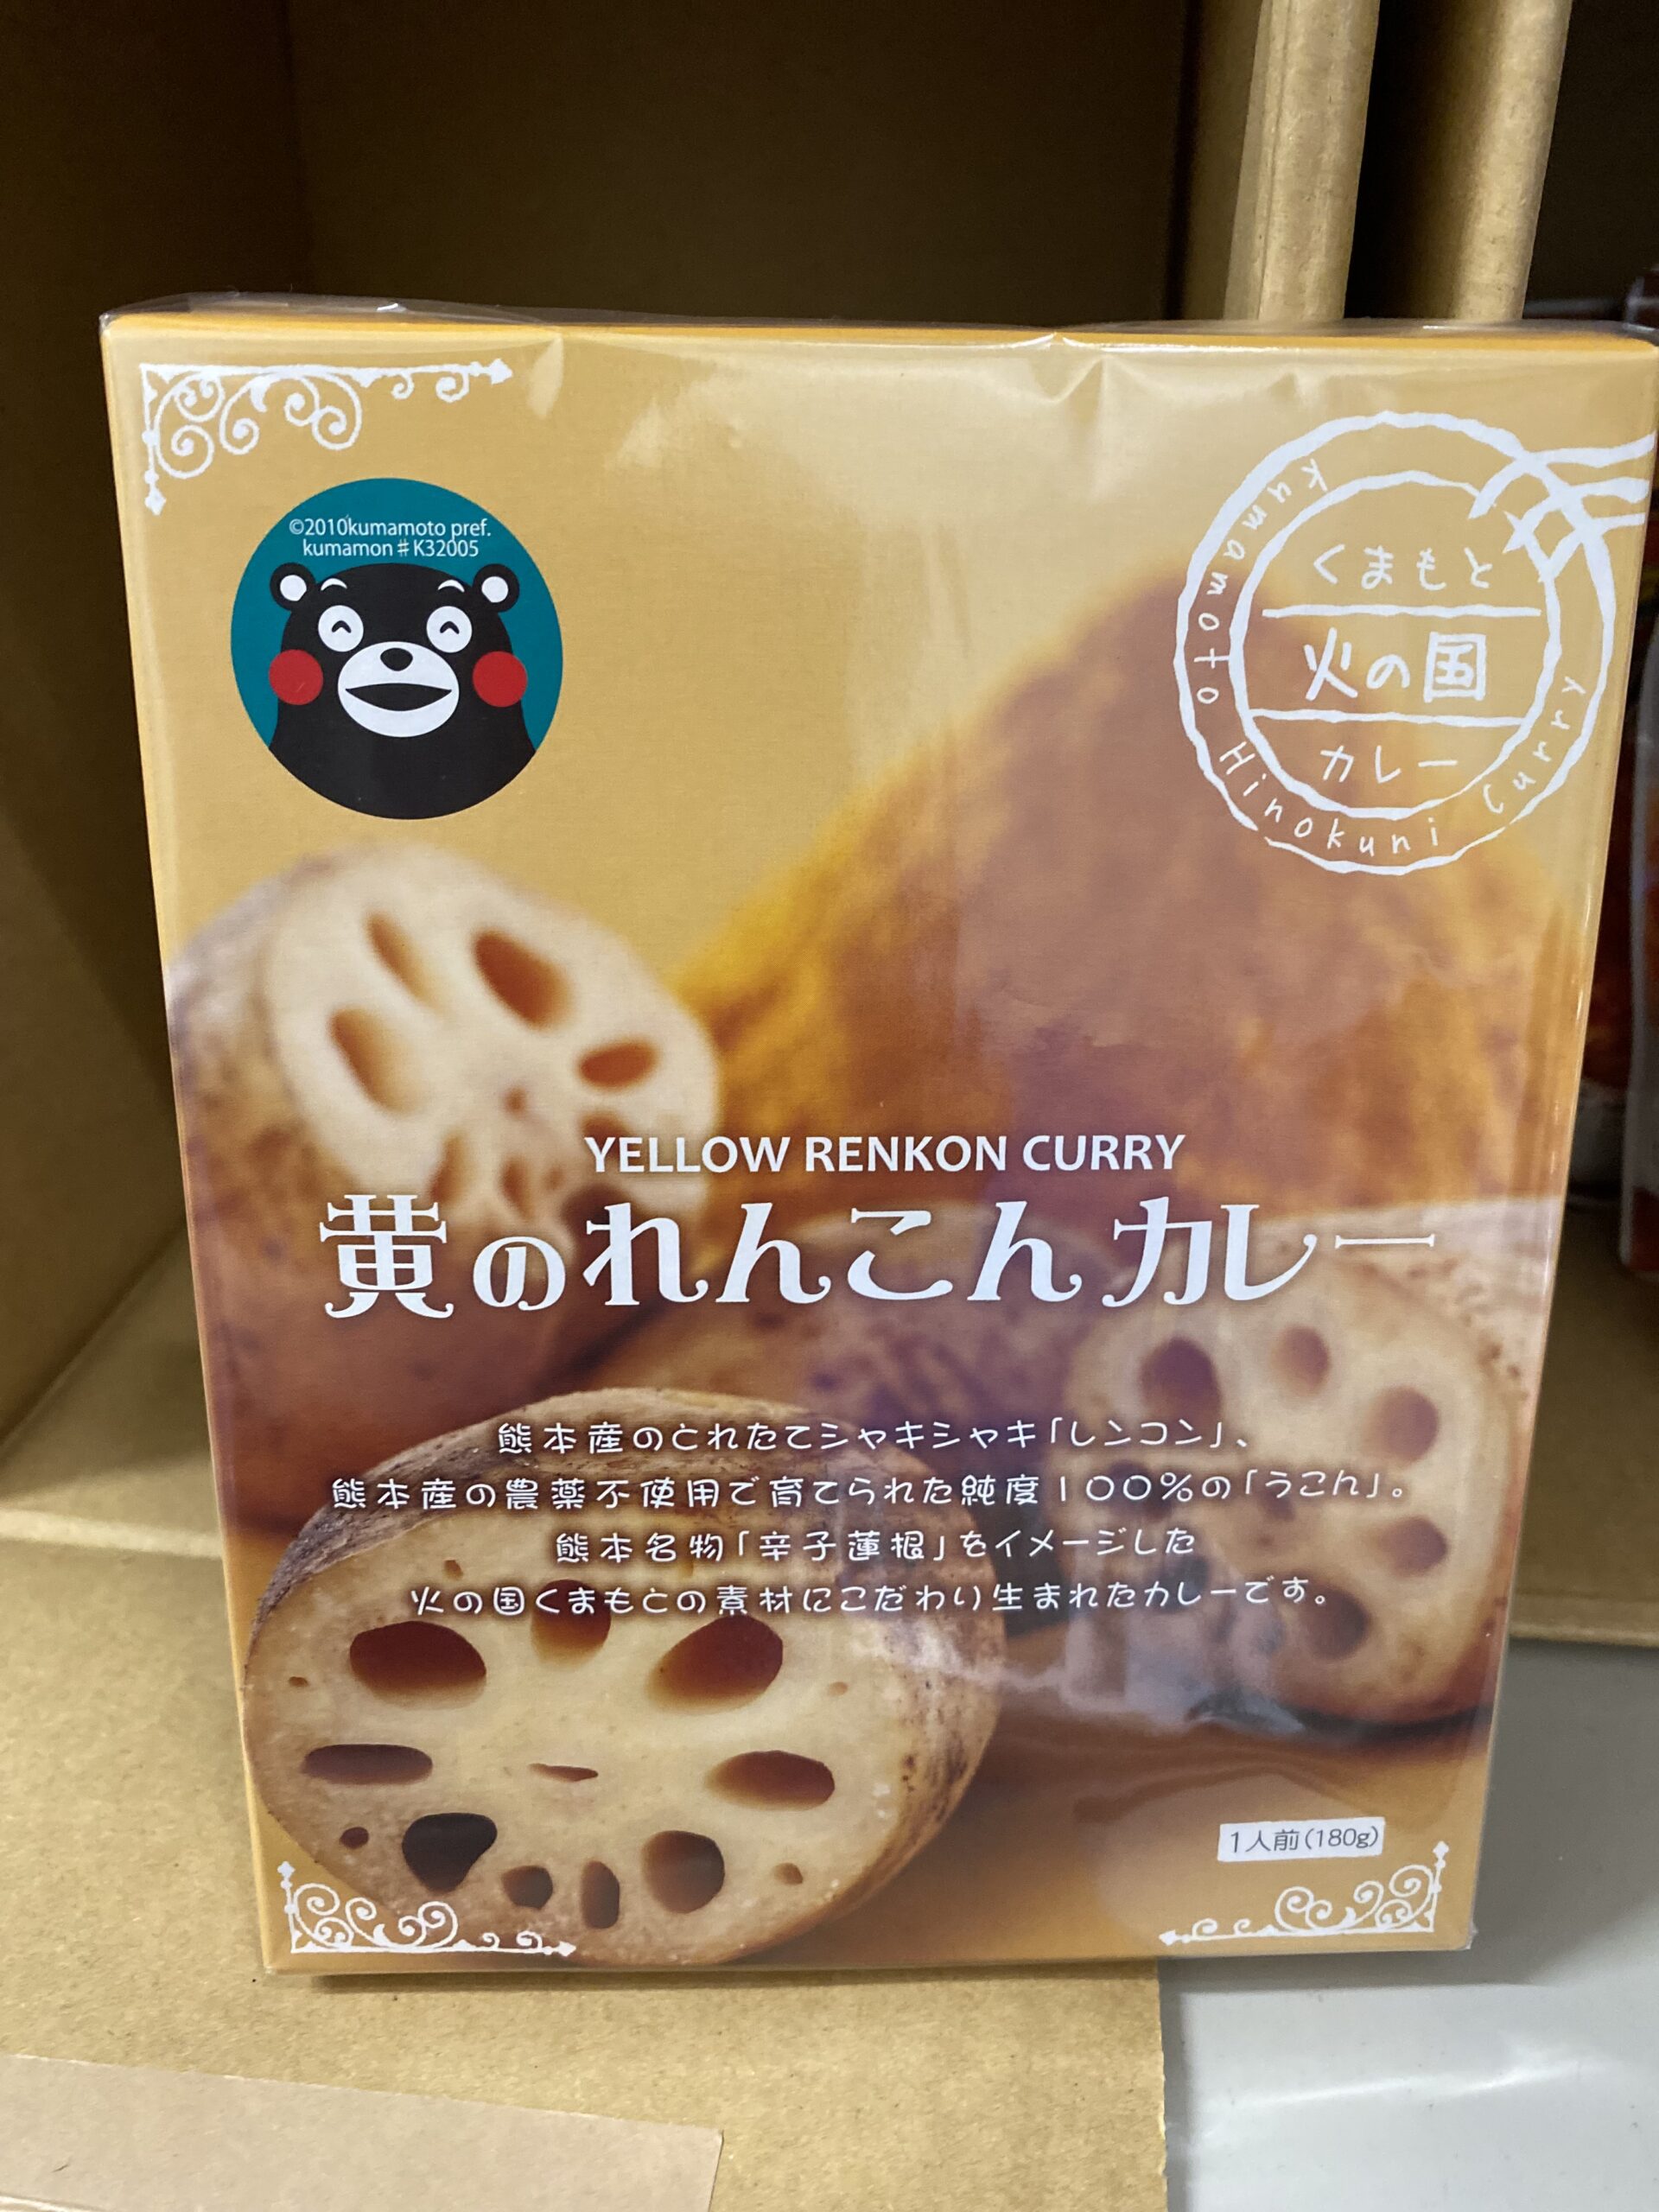 ©2010kumamoto pref.
kumamon#K32005
Kumamoto Hinokuni Curry
くまもと
火の国
カレー
YELLOW RENKON CURRY
黄のれんこんカレー
熊本産のとれたてシャキシャキ「レンコン」、
熊本産の農薬不使用で育てられた純度100%の「うこん」。
熊本名物「辛子蓮根」をイメージした
火の国くまもとの素材にこだわり生まれたカレーです。
1人前(180g)